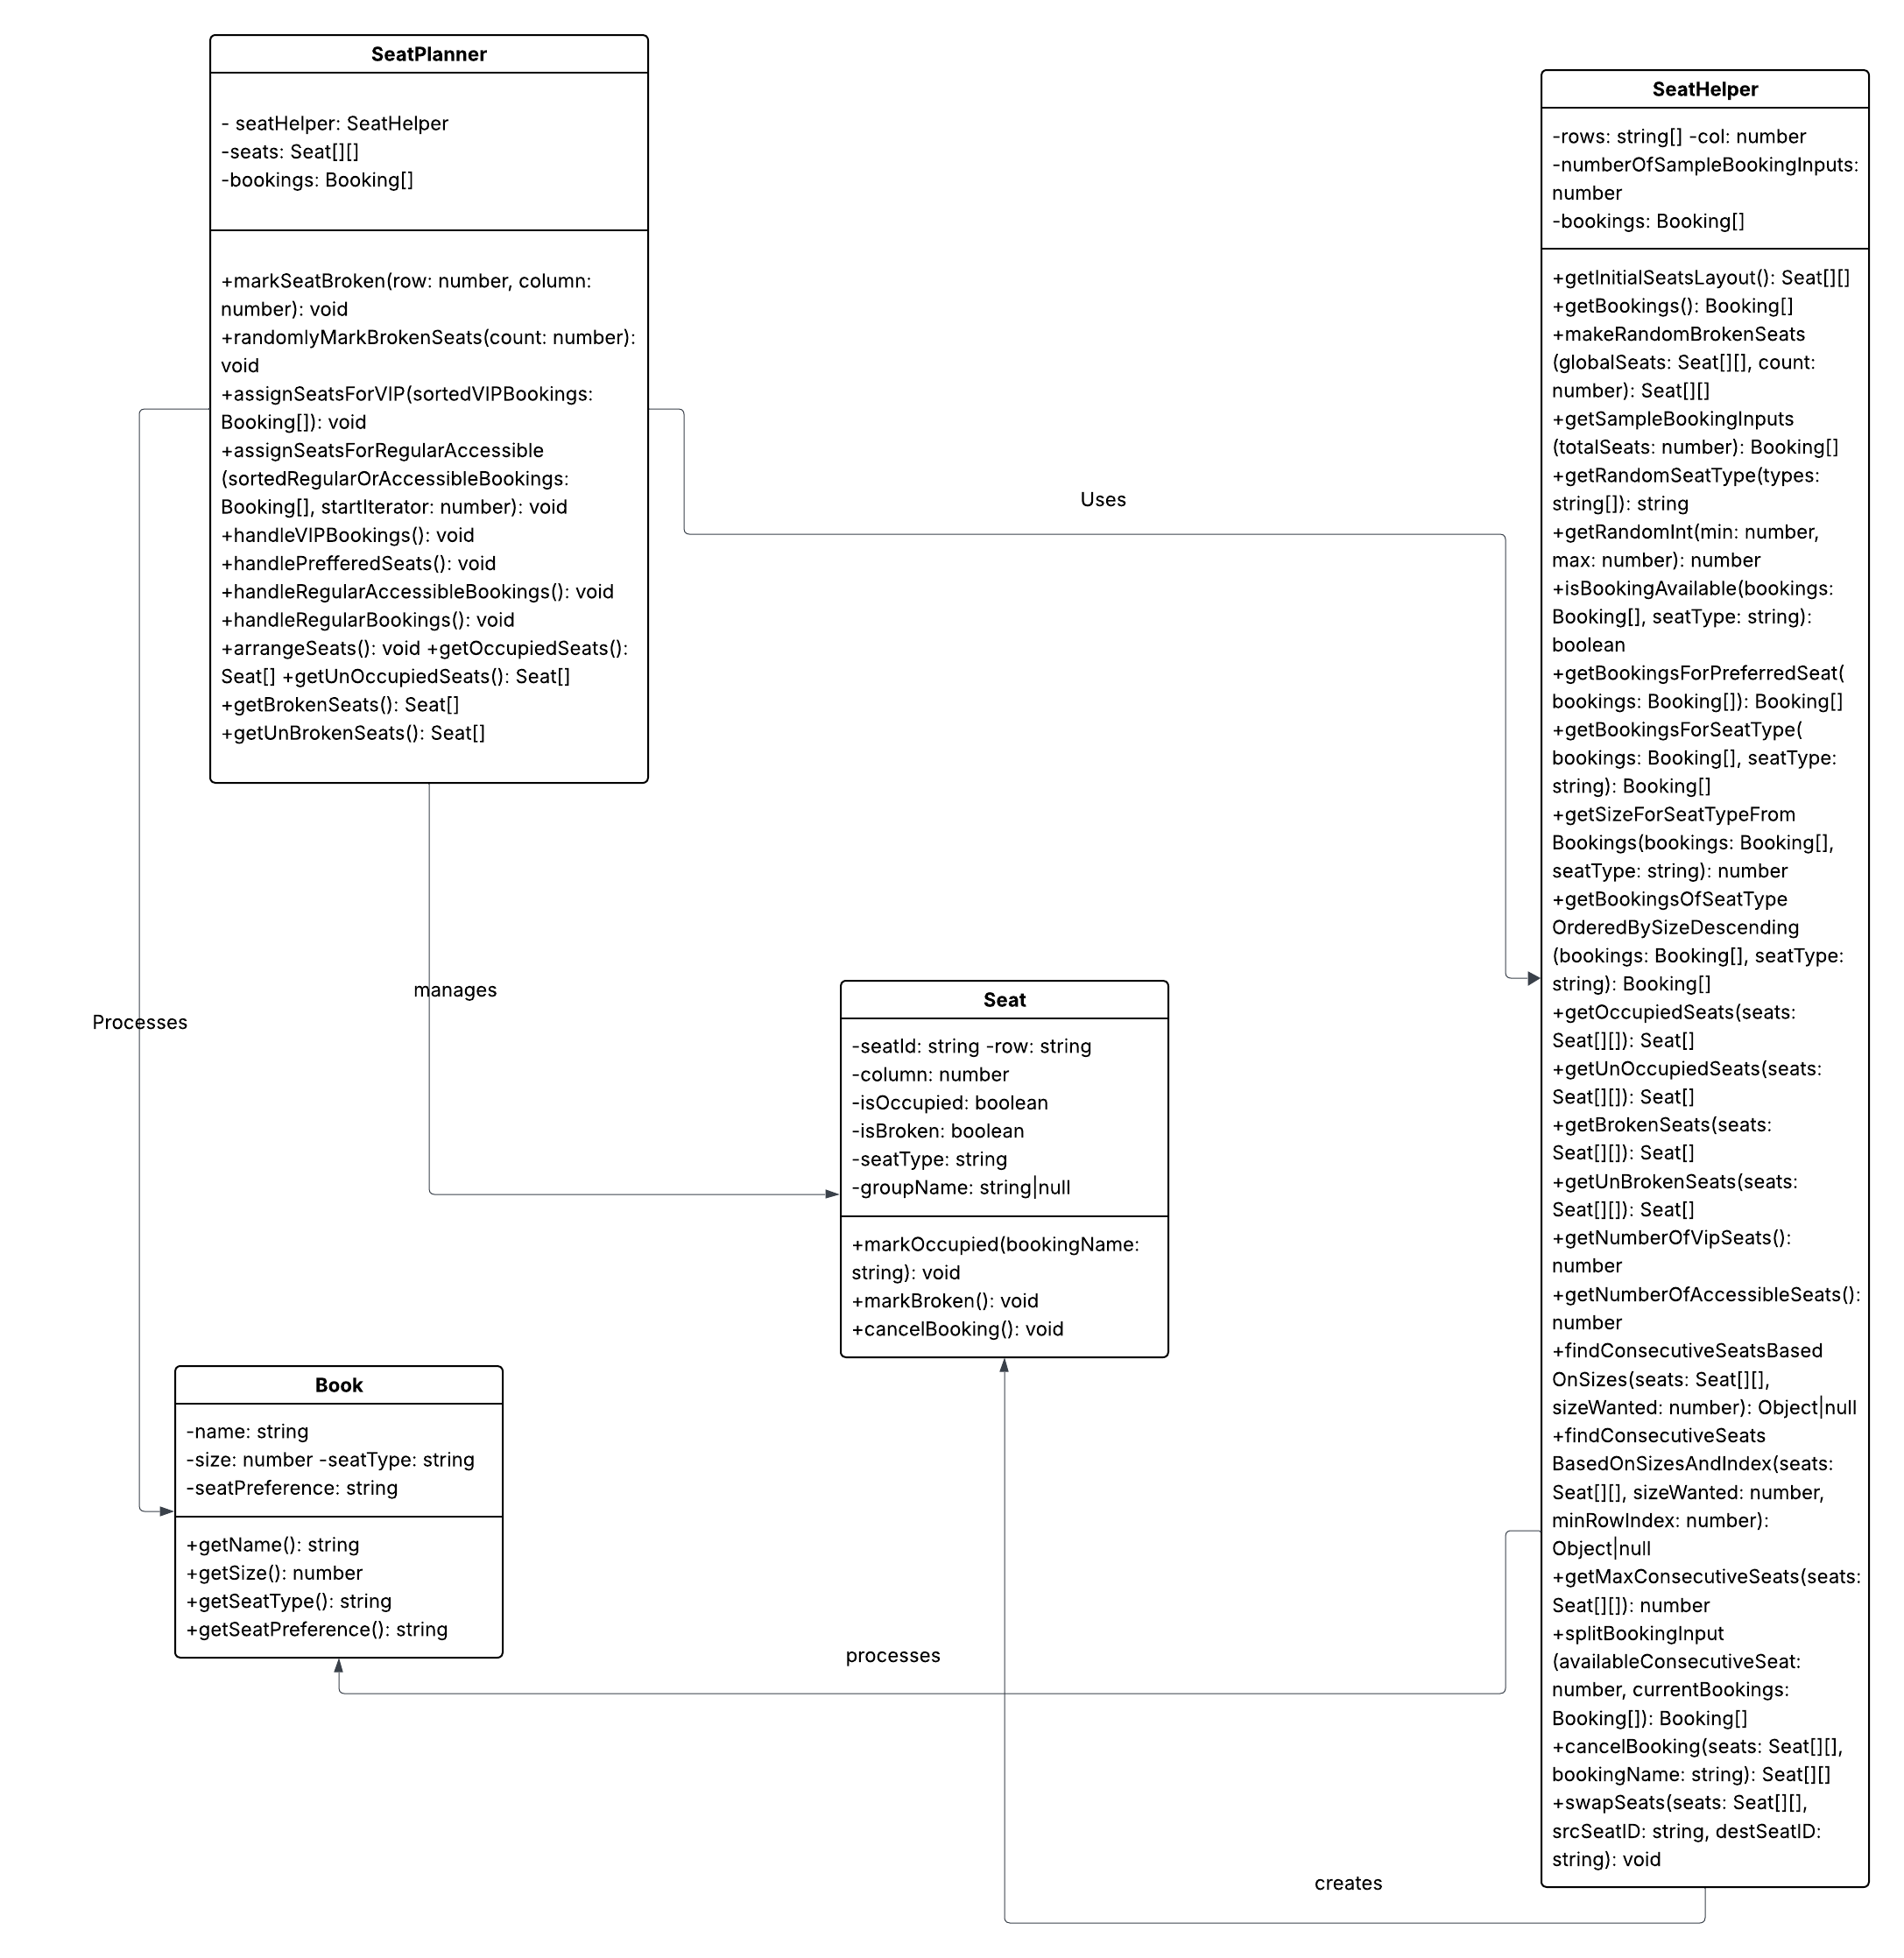 SeatPlanner
- seatHelper: SeatHelper
-seats: Seat[][]
-bookings: Booking[]
+markSeatBroken(row: number, column:
number): void
+randomlyMarkBrokenSeats(count: number):
void
+assignSeatsForVIP(sortedVIPBookings:
Booking[]): void
+assignSeatsForRegularAccessible
(sortedRegularOrAccessibleBookings:
Booking[], startIterator: number): void
+handleVIPBookings(): void
+handlePrefferedSeats(): void
+handleRegularAccessibleBookings(): void
+handleRegularBookings(): void
+arrangeSeats(): void +getOccupiedSeats():
Seat[] +getUnOccupiedSeats(): Seat[]
+getBrokenSeats(): Seat[]
+getUnBrokenSeats(): Seat[]
Uses
manages
Processes
Seat
-seatId: string -row: string
-column: number
-isOccupied: boolean
-isBroken: boolean
-seatType: string
-groupName: string|null
+markOccupied(bookingName:
string): void
+markBroken(): void
+cancelBooking(): void
Book
-name: string
-size: number -seatType: string
-seatPreference: string
+getName(): string
+getSize(): number
+getSeatType(): string
+getSeatPreference(): string
processes
creates
SeatHelper
-rows: string[] -col: number
-numberOfSampleBookingInputs:
number
-bookings: Booking[]
+getInitialSeatsLayout(): Seat[][]
+getBookings(): Booking[]
+makeRandomBrokenSeats
(globalSeats: Seat[][], count:
number): Seat[][]
+getSampleBookingInputs
(totalSeats: number): Booking[]
+getRandomSeatType(types:
string[]): string
+getRandomInt(min: number,
max: number): number
+isBookingAvailable(bookings:
Booking[], seatType: string):
boolean
+getBookingsForPreferredSeat(
bookings: Booking[]): Booking[]
+getBookingsForSeatType(
bookings: Booking[], seatType:
string): Booking[]
+getSizeForSeatTypeFrom
Bookings(bookings: Booking[],
seatType: string): number
+getBookingsOfSeatType
OrderedBySizeDescending
(bookings: Booking[], seatType:
string): Booking[]
+getOccupiedSeats(seats:
Seat[][]): Seat[]
+getUnOccupiedSeats(seats:
Seat[][]): Seat[]
+getBrokenSeats(seats:
Seat[][]): Seat[]
+getUnBrokenSeats(seats:
Seat[][]): Seat[]
+getNumberOfVipSeats():
number
+getNumberOfAccessibleSeats():
number
+findConsecutiveSeatsBased
OnSizes(seats: Seat[][],
sizeWanted: number): Object|null
+findConsecutiveSeats
BasedOnSizesAndIndex(seats:
Seat[][], sizeWanted: number,
minRowIndex: number):
Object|null
+getMaxConsecutiveSeats(seats:
Seat[][]): number
+splitBookingInput
(availableConsecutiveSeat:
number, currentBookings:
Booking[]): Booking[]
+cancelBooking(seats: Seat[][],
bookingName: string): Seat[][]
+swapSeats(seats: Seat[][],
srcSeatID: string, destSeatID:
string): void